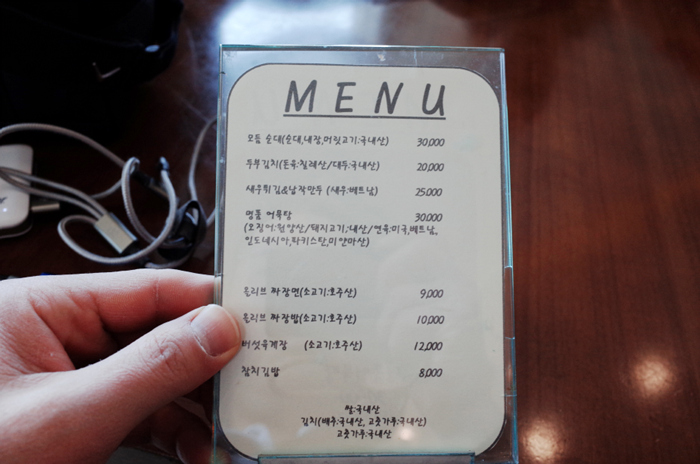 MENU
모듬 순대(순대,내장,머릿고기:국내산) 30,000
두부김치(돈육:칠레산/대두:국내산) 20,000
새우튀김&납작만두 (새우:베트남) 25,000
명품 어묵탕 30,000
(오징어:원양산/돼지고기:내산/연육:미국,베트남,
인도네시아,파키스탄,미얀마산)
올리브 짜장면(소고기:호주산) 9,000
올리브 짜장밥(소고기:호주산) 10,000
버섯육개장 (소고기:호주산) 12,000
참치김밥 8,000
쌀:국내산
김치(배추:국내산, 고춧가루:국내산)
고춧가루:국내산